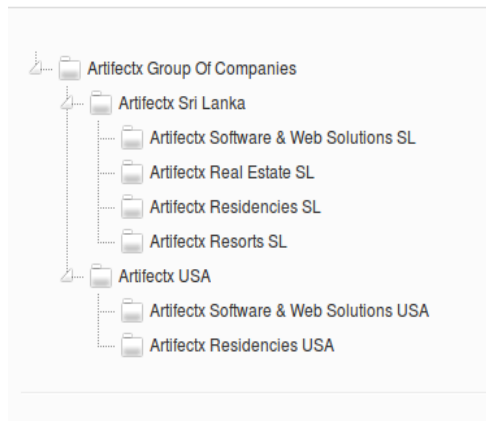 Artifectx Group Of Companies
Artifectx Sri Lanka
Artifectx Software & Web Solutions SL
Artifectx Real Estate SL
Artifectx Residencies SL
Artifectx Resorts SL
Artifectx USA
Artifectx Software & Web Solutions USA
Artifectx Residencies USA